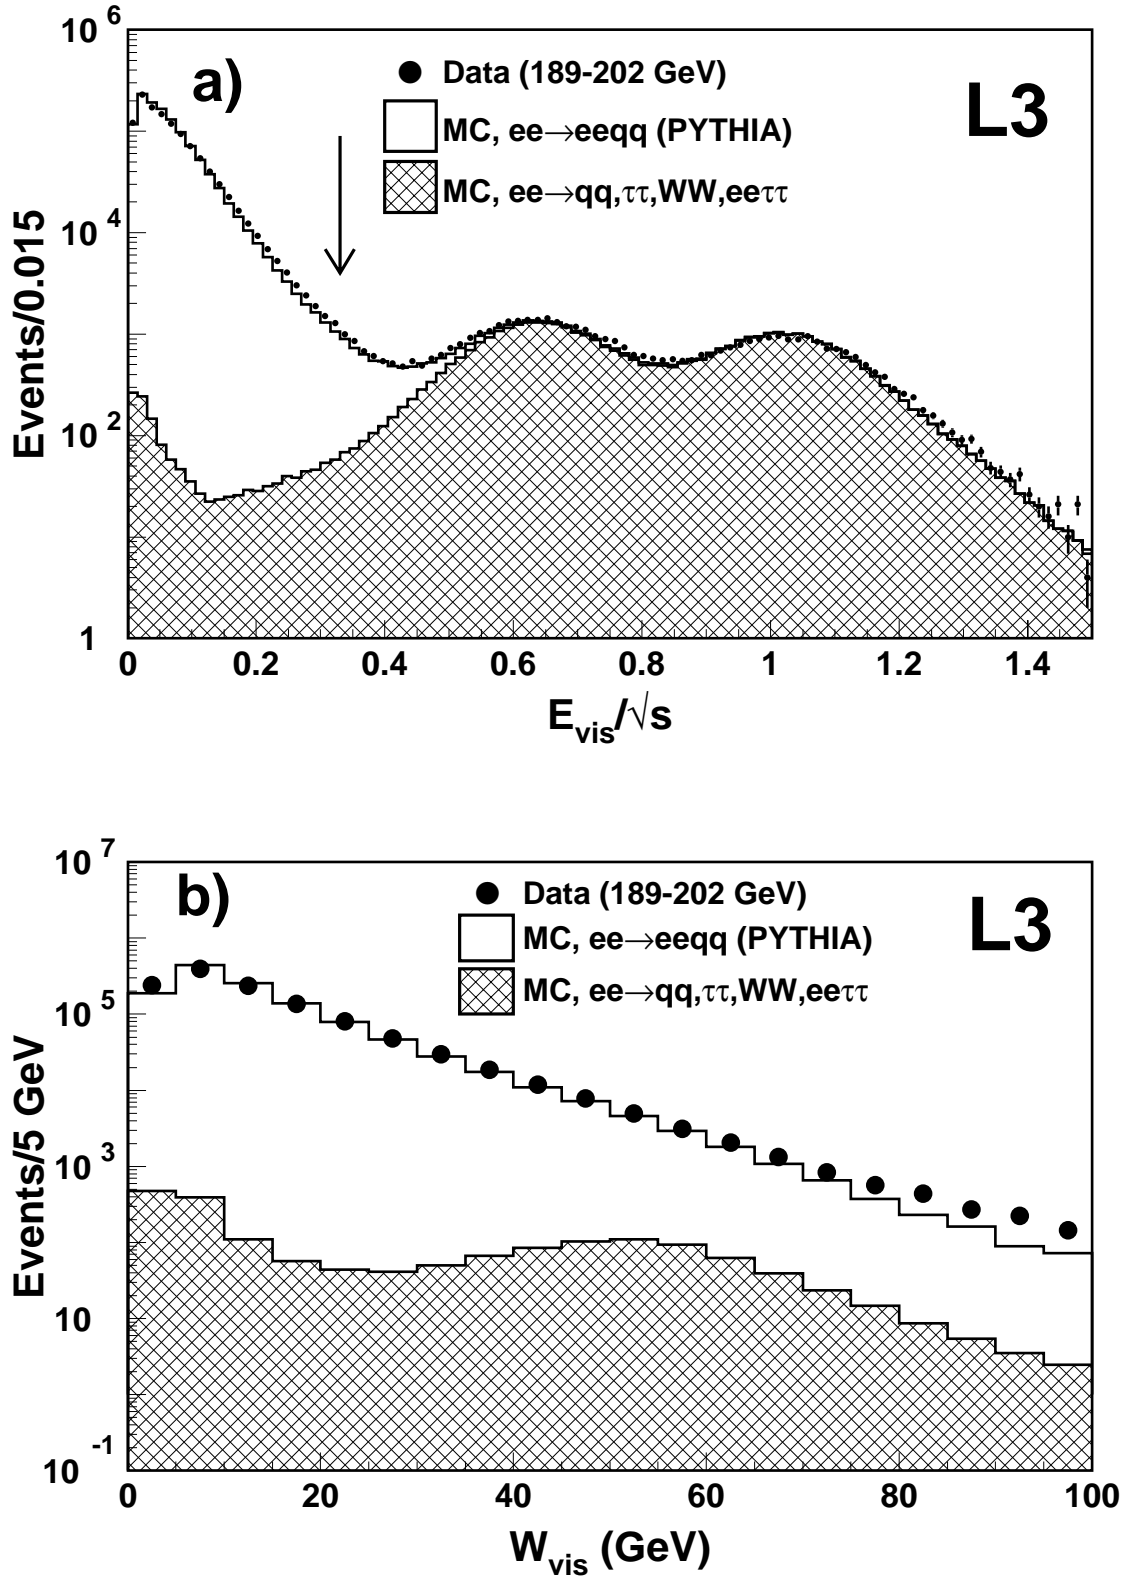 a)
L3
Data (189-202 GeV)
MC, ee→eeqq (PYTHIA)
MC, ee→qq,ττ,WW,eeττ
Events/0.015
10^6
10^4
10^2
1
0 0.2 0.4 0.6 0.8 1 1.2 1.4
E_vis/√s
b)
L3
Data (189-202 GeV)
MC, ee→eeqq (PYTHIA)
MC, ee→qq,ττ,WW,eeττ
Events/5 GeV
10^7
10^5
10^3
10
10^-1
0 20 40 60 80 100
W_vis (GeV)